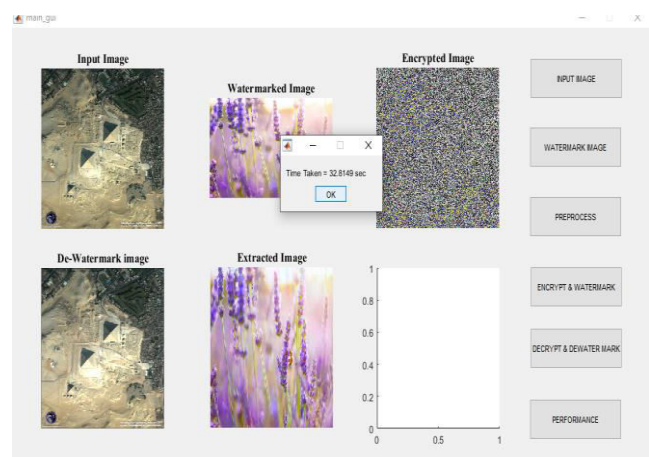 main_gui
Input Image
Watermarked Image
Encrypted Image
INPUT IMAGE
WATERMARK IMAGE
PREPROCESS
Time Taken = 32.8149 sec
OK
De-Watermark image
Extracted Image
ENCRYPT & WATERMARK
DECRYPT & DEWATER MARK
PERFORMANCE
1
0.8
0.6
0.4
0.2
0
0
0.5
1